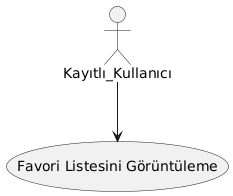 Kayıtlı_Kullanıcı
Favori Listesini Görüntüleme